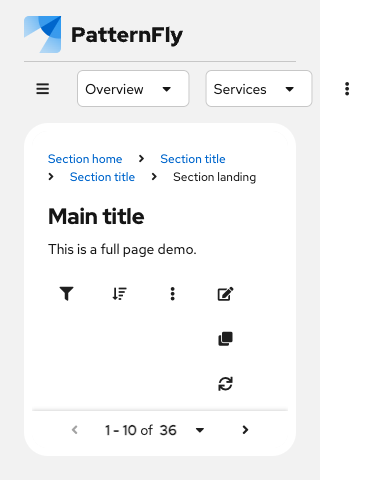 PatternFly
Overview Services
Section home Section title
Section title Section landing
Main title
This is a full page demo.
1 - 10 of 36